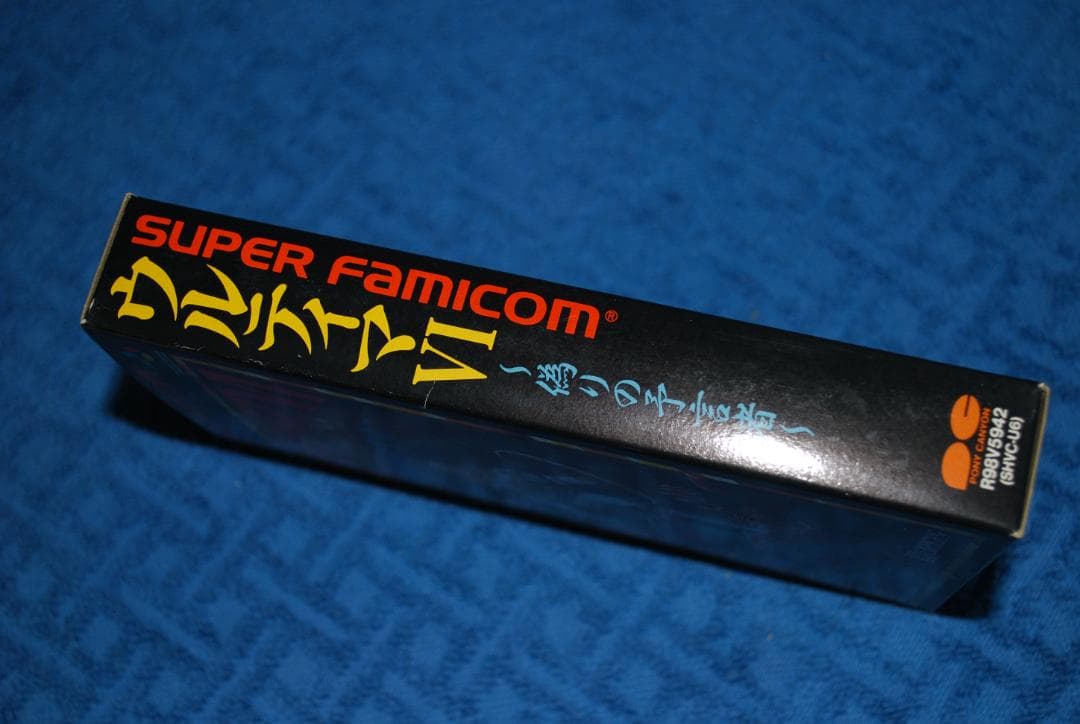 SUPER FAMICOM®
ウルティマVI
〜偽りの予言者〜
PONY CANYON
R98V5942
(SHVC-U6)